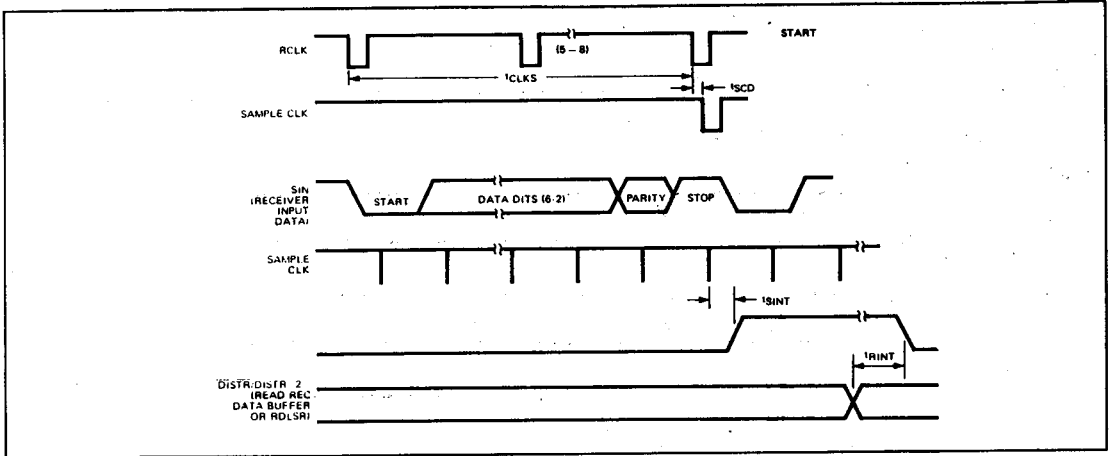 RCLK
START
(5 – 8)
tCLKS
tSCD
SAMPLE CLK
SIN
(RECEIVER
INPUT
DATA)
START
DATA DITS (6·2)
PARITY
STOP
SAMPLE
CLK
tSINT
tRINT
DISTR/DISTR 2
(READ REC
DATA BUFFER
OR RDLSR)